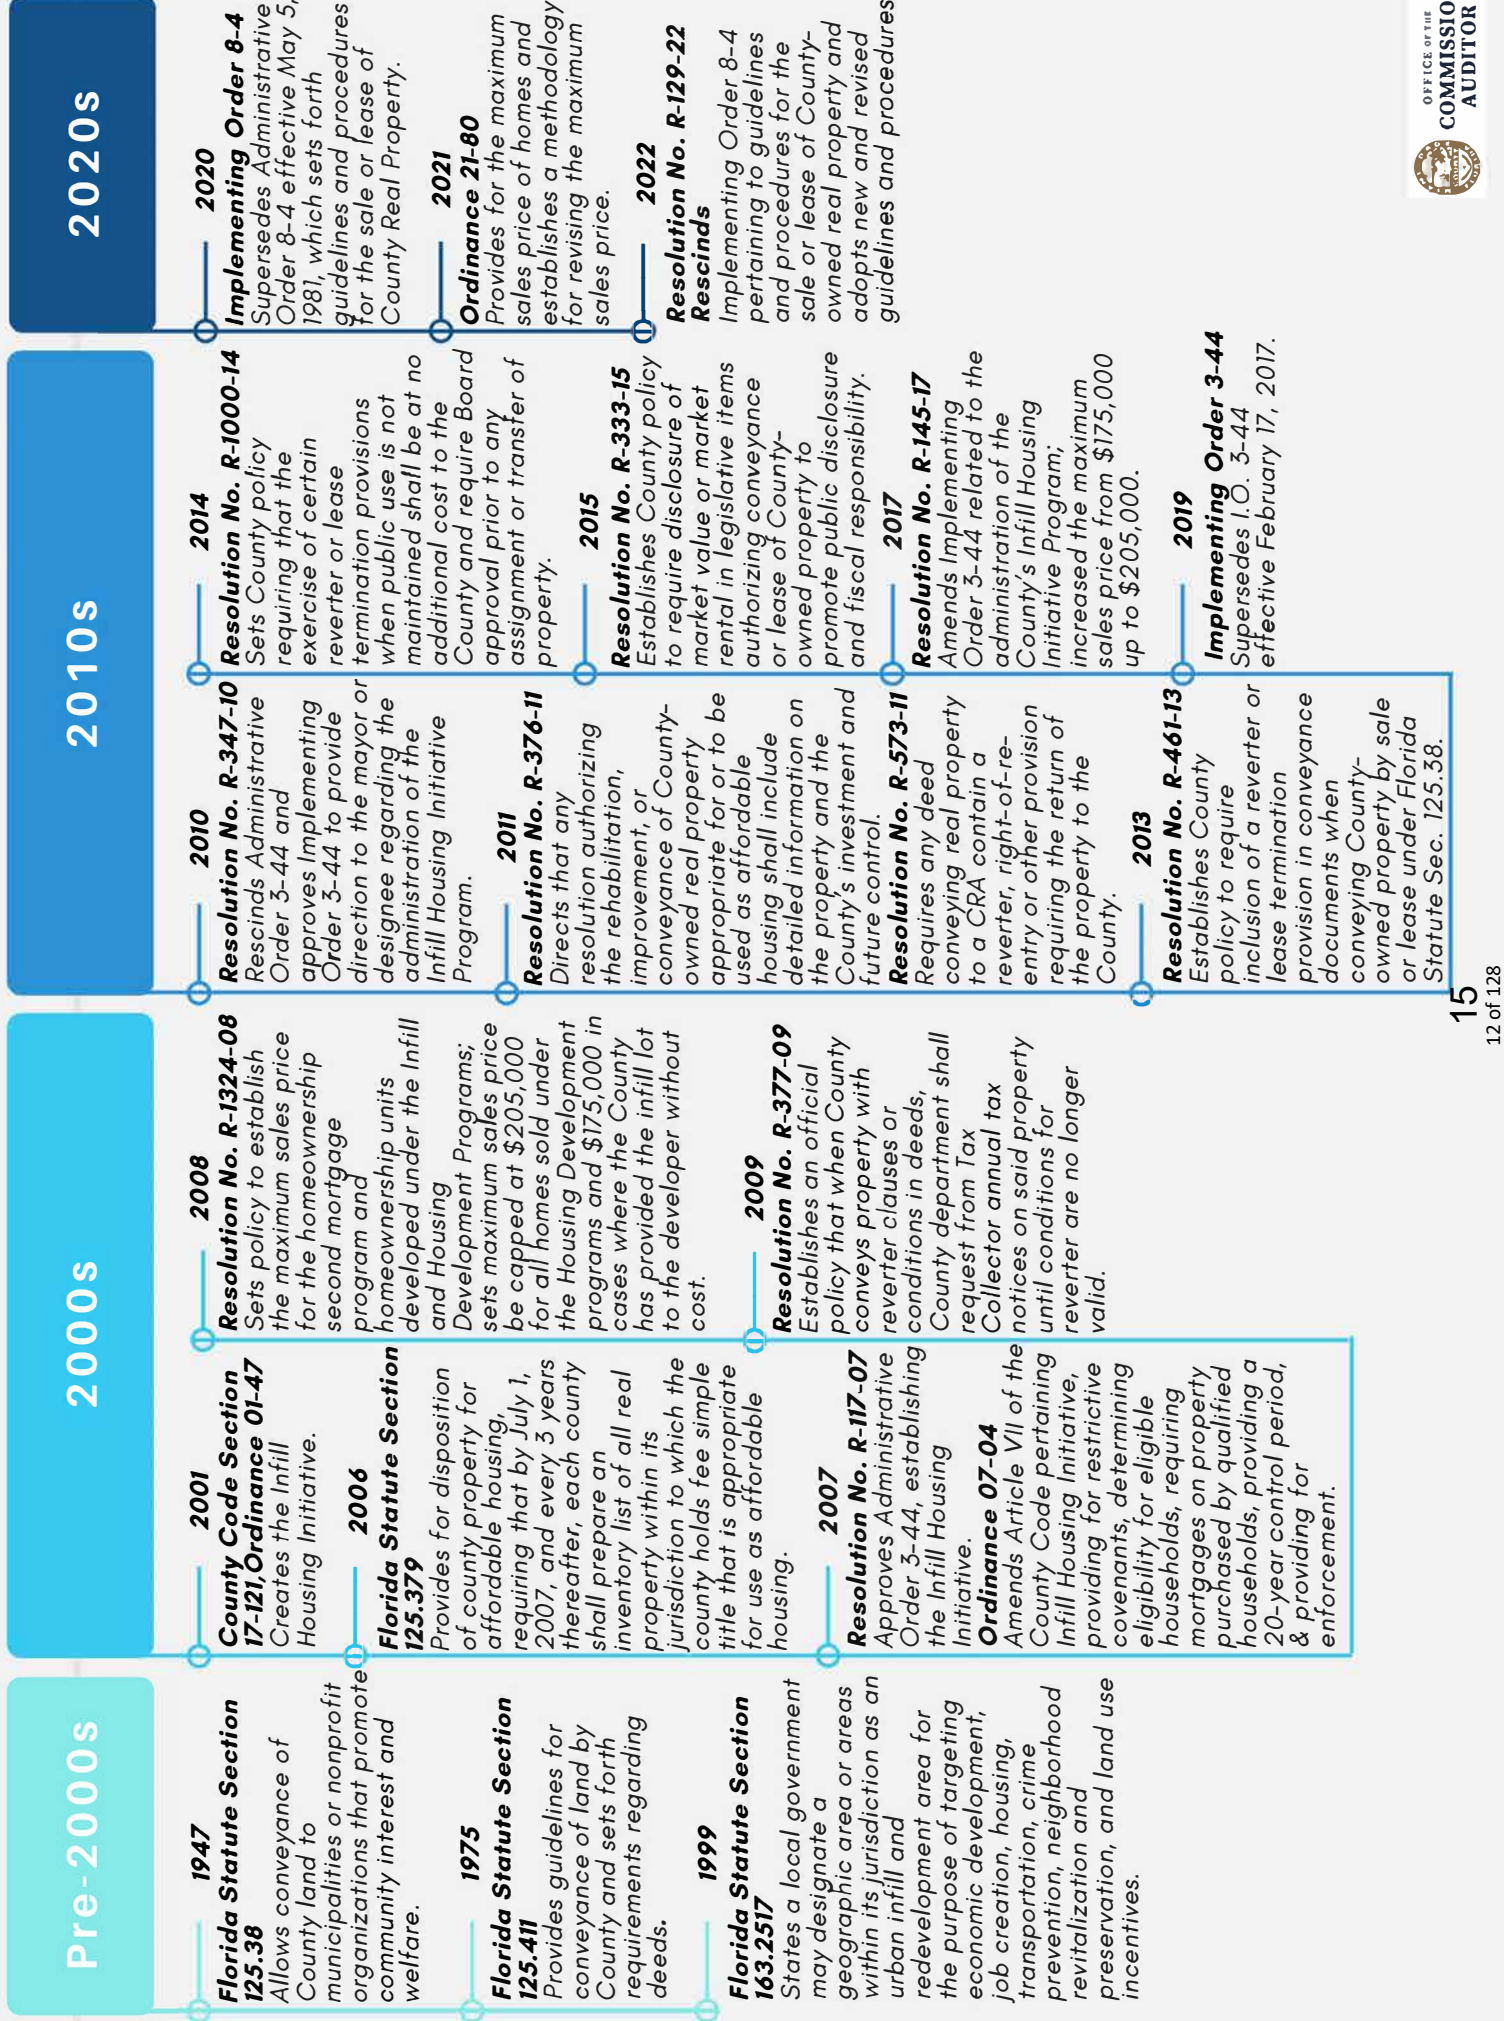 Pre-2000s
1947
Florida Statute Section
125.38
Allows conveyance of
County land to
municipalities or nonprofit
organizations that promote
community interest and
welfare.
1975
Florida Statute Section
125.411
Provides guidelines for
conveyance of land by
County and sets forth
requirements regarding
deeds.
1999
Florida Statute Section
163.2517
States a local government
may designate a
geographic area or areas
within its jurisdiction as an
urban infill and
redevelopment area for
the purpose of targeting
economic development,
job creation, housing,
transportation, crime
prevention, neighborhood
revitalization and
preservation, and land use
incentives.
2000s
2001
County Code Section
17-121,Ordinance 01-47
Creates the Infill
Housing Initiative.
2006
Florida Statute Section
125.379
Provides for disposition
of county property for
affordable housing,
requiring that by July 1,
2007, and every 3 years
thereafter, each county
shall prepare an
inventory list of all real
property within its
jurisdiction to which the
county holds fee simple
title that is appropriate
for use as affordable
housing.
2007
Resolution No. R-117-07
Approves Administrative
Order 3-44, establishing
the Infill Housing
Initiative.
Ordinance 07-04
Amends Article VII of the
County Code pertaining
Infill Housing Initiative,
providing for restrictive
covenants, determining
eligibility for eligible
households, requiring
mortgages on property
purchased by qualified
households, providing a
20-year control period,
& providing for
enforcement.
2008
Resolution No. R-1324-08
Sets policy to establish
the maximum sales price
for the homeownership
second mortgage
program and
homeownership units
developed under the Infill
and Housing
Development Programs;
sets maximum sales price
be capped at $205,000
for all homes sold under
the Housing Development
programs and $175,000 in
cases where the County
has provided the infill lot
to the developer without
cost.
2009
Resolution No. R-377-09
Establishes an official
policy that when County
conveys property with
reverter clauses or
conditions in deeds,
County department shall
request from Tax
Collector annual tax
notices on said property
until conditions for
reverter are no longer
valid.
2010s
2010
Resolution No. R-347-10
Rescinds Administrative
Order 3-44 and
approves Implementing
Order 3-44 to provide
direction to the mayor or
designee regarding the
administration of the
Infill Housing Initiative
Program.
2011
Resolution No. R-376-11
Directs that any
resolution authorizing
the rehabilitation,
improvement, or
conveyance of County-
owned real property
appropriate for or to be
used as affordable
housing shall include
detailed information on
the property and the
County's investment and
future control.
Resolution No. R-573-11
Requires any deed
conveying real property
to a CRA contain a
reverter, right-of-re-
entry or other provision
requiring the return of
the property to the
County.
2013
Resolution No. R-461-13
Establishes County
policy to require
inclusion of a reverter or
lease termination
provision in conveyance
documents when
conveying County-
owned property by sale
or lease under Florida
Statute Sec. 125.38.
2014
Resolution No. R-1000-14
Sets County policy
requiring that the
exercise of certain
reverter or lease
termination provisions
when public use is not
maintained shall be at no
additional cost to the
County and require Board
approval prior to any
assignment or transfer of
property.
2015
Resolution No. R-333-15
Establishes County policy
to require disclosure of
market value or market
rental in legislative items
authorizing conveyance
or lease of County-
owned property to
promote public disclosure
and fiscal responsibility.
2017
Resolution No. R-145-17
Amends Implementing
Order 3-44 related to the
administration of the
County's Infill Housing
Initiative Program;
increased the maximum
sales price from $175,000
up to $205,000.
2019
Implementing Order 3-44
Supersedes I.O. 3-44
effective February 17, 2017.
2020s
2020
Implementing Order 8-4
Supersedes Administrative
Order 8-4 effective May 5,
1981, which sets forth
guidelines and procedures
for the sale or lease of
County Real Property.
2021
Ordinance 21-80
Provides for the maximum
sales price of homes and
establishes a methodology
for revising the maximum
sales price.
2022
Resolution No. R-129-22
Rescinds
Implementing Order 8-4
pertaining to guidelines
and procedures for the
sale or lease of County-
owned real property and
adopts new and revised
guidelines and procedures
15
12 of 128
OFFICE OF THE
COMMISSIO
AUDITOR